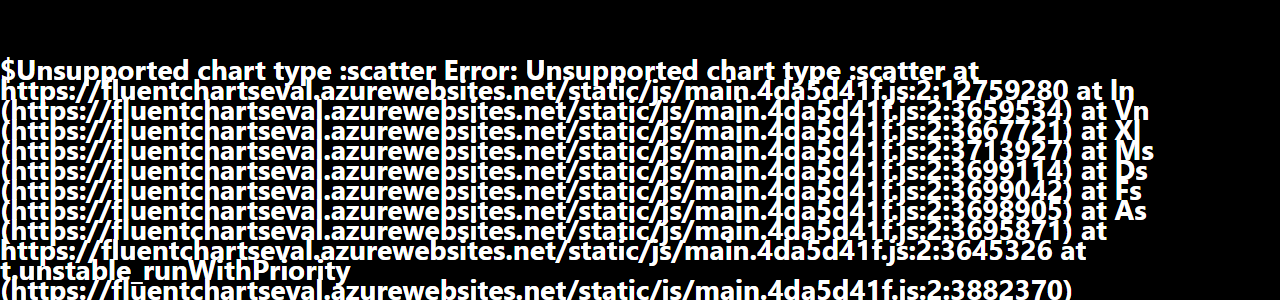 $Unsupported chart type :scatter Error: Unsupported chart type :scatter at
https://fluentchartseval.azurewebsites.net/static/js/main.4da5d41f.js:2:12759280 at ln
(https://fluentchartseval.azurewebsites.net/static/js/main.4da5d41f.js:2:3659534) at Vn
(https://fluentchartseval.azurewebsites.net/static/js/main.4da5d41f.js:2:3667721) at Xl
(https://fluentchartseval.azurewebsites.net/static/js/main.4da5d41f.js:2:3713927) at Ms
(https://fluentchartseval.azurewebsites.net/static/js/main.4da5d41f.js:2:3699114) at Ds
(https://fluentchartseval.azurewebsites.net/static/js/main.4da5d41f.js:2:3699042) at Fs
(https://fluentchartseval.azurewebsites.net/static/js/main.4da5d41f.js:2:3698905) at As
(https://fluentchartseval.azurewebsites.net/static/js/main.4da5d41f.js:2:3695871) at
https://fluentchartseval.azurewebsites.net/static/js/main.4da5d41f.js:2:3645326 at
t.unstable_runWithPriority
(https://fluentchartseval.azurewebsites.net/static/js/main.4da5d41f.js:2:3882370)